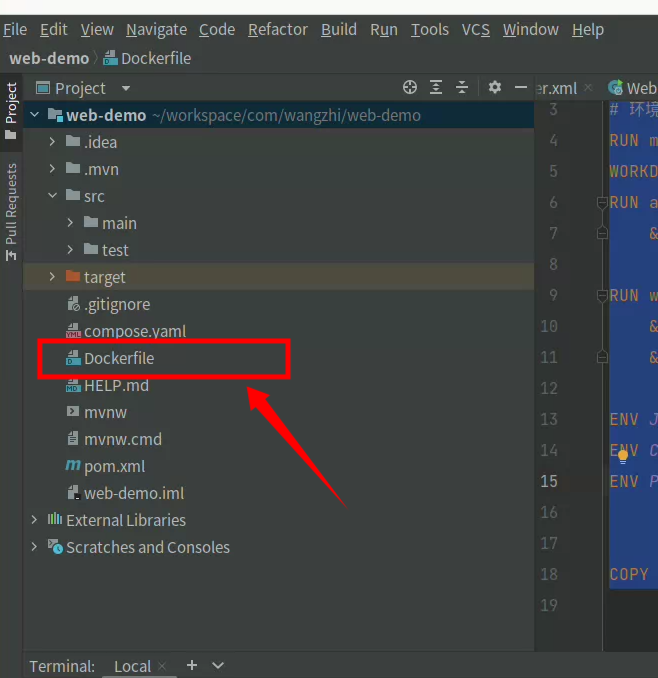 File Edit View Navigate Code Refactor Build Run Tools VCS Window Help
web-demo Dockerfile
Project
Pull Requests
Project
web-demo ~/workspace/com/wangzhi/web-demo
.idea
.mvn
src
main
test
target
.gitignore
compose.yaml
Dockerfile
HELP.md
mvnw
mvnw.cmd
pom.xml
web-demo.iml
External Libraries
Scratches and Consoles
er.xml Web
3 # 环境
4 RUN m
5 WORKD
6 RUN a
7 &
8
9 RUN w
10 &
11 &
12
13 ENV J
14 ENV C
15 ENV P
16
17
18 COPY
19
Terminal: Local